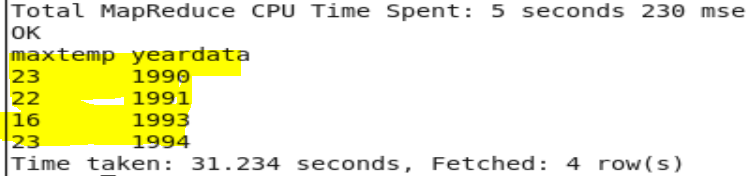 Total MapReduce CPU Time Spent: 5 seconds 230 mse
OK
maxtemp yeardata
23 1990
22 1991
16 1993
23 1994
Time taken: 31.234 seconds, Fetched: 4 row(s)